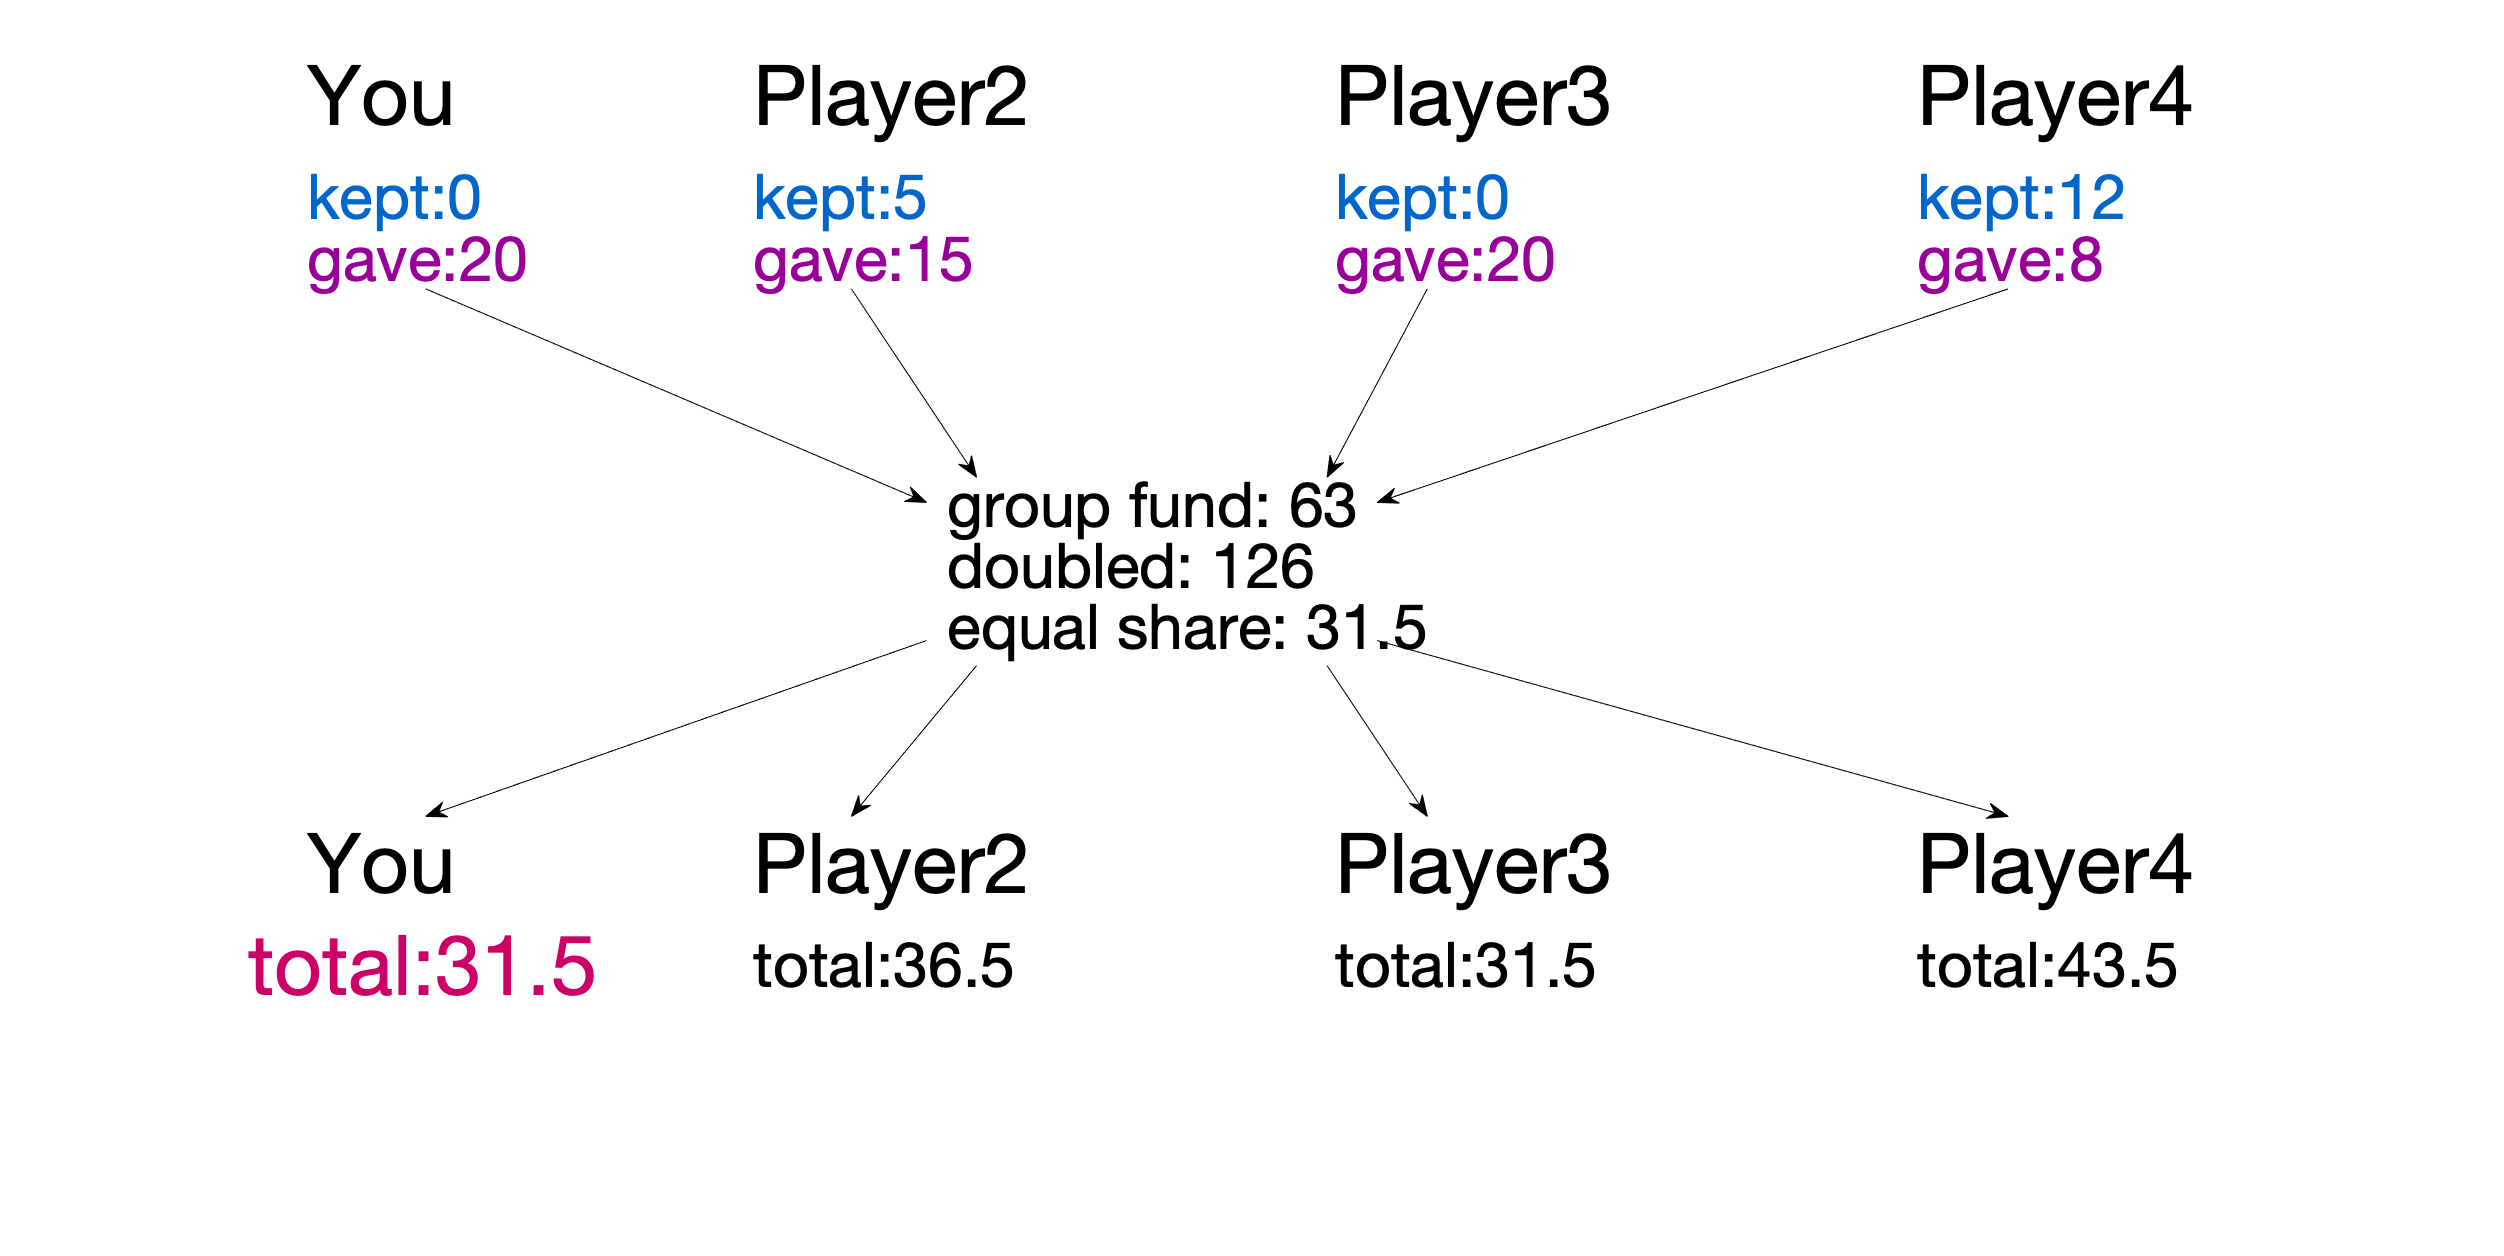 You Player2 Player3 Player4
kept:0 kept:5 kept:0 kept:12
gave:20 gave:15 gave:20 gave:8
group fund: 63
doubled: 126
equal share: 31.5
You Player2 Player3 Player4
total:31.5 total:36.5 total:31.5 total:43.5